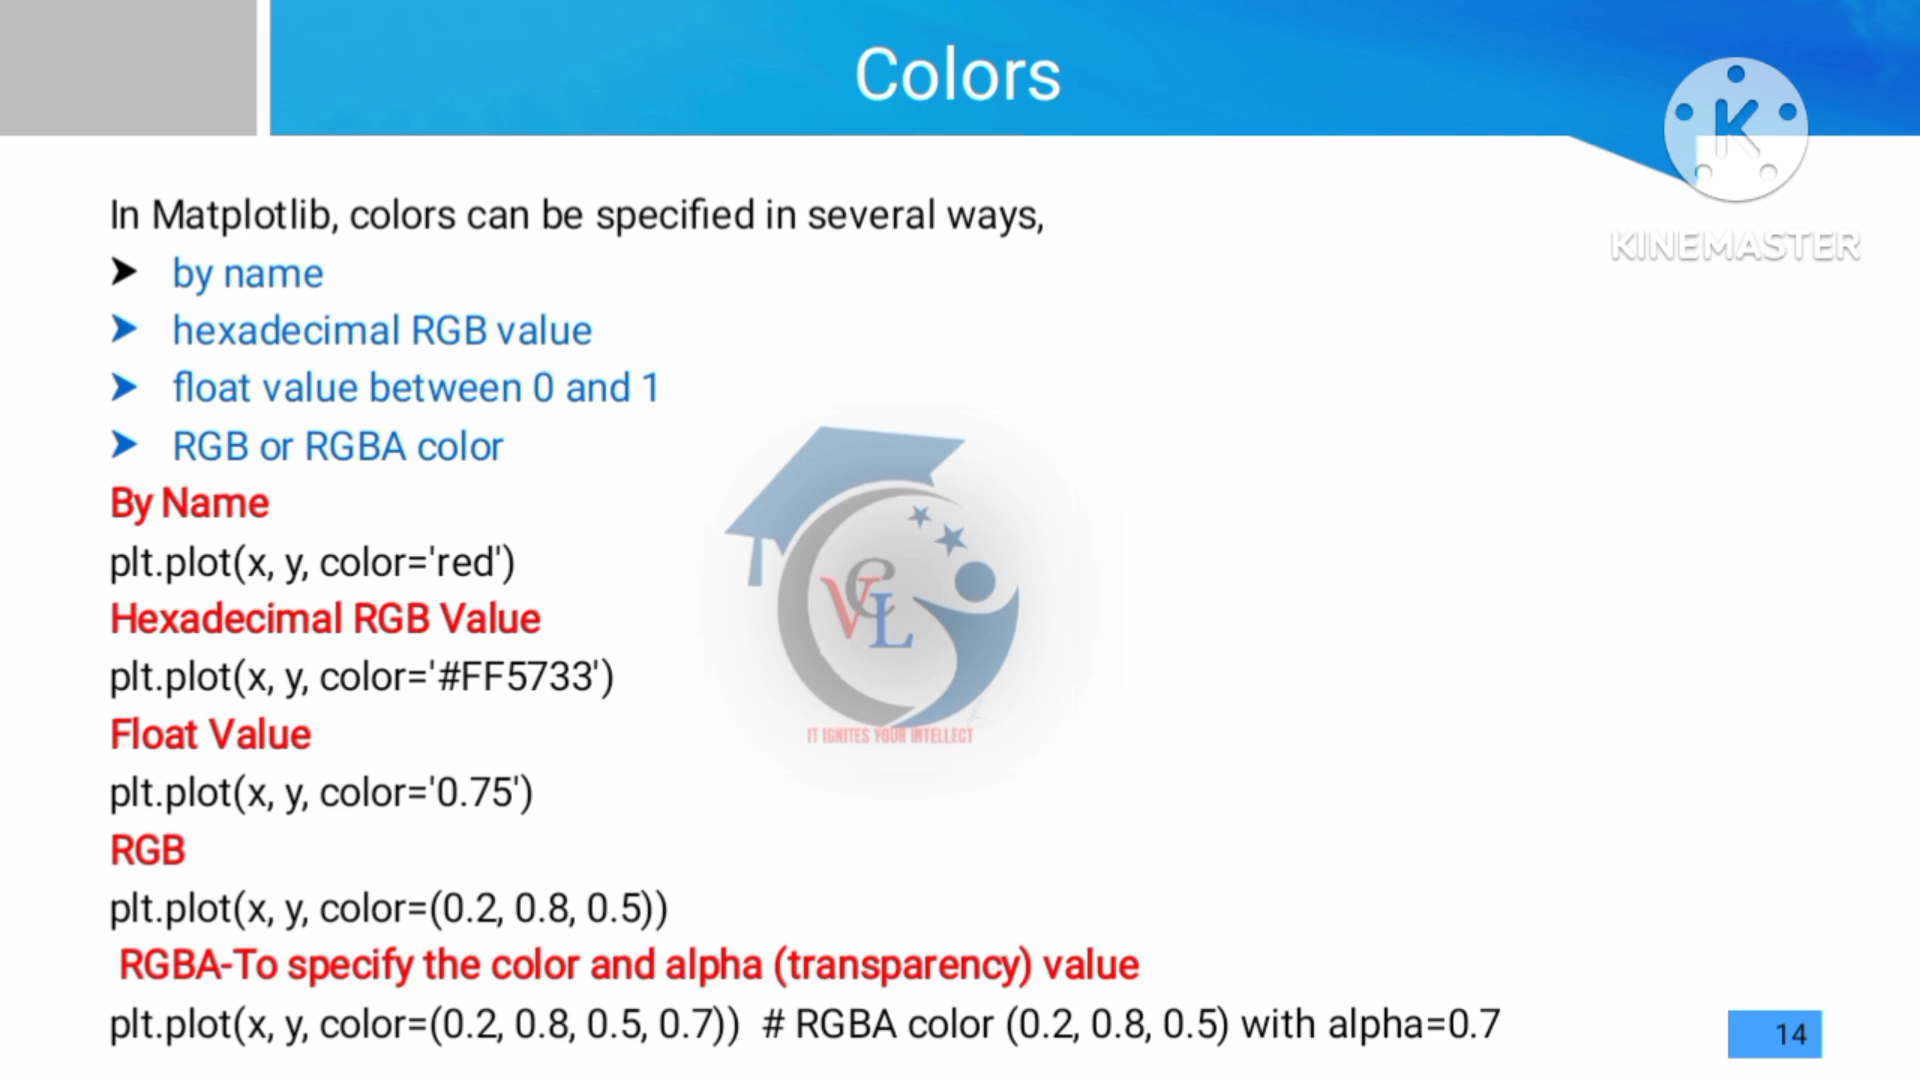 Colors
K
KINEMASTER
In Matplotlib, colors can be specified in several ways,
➤ by name
➤ hexadecimal RGB value
➤ float value between 0 and 1
➤ RGB or RGBA color
By Name
plt.plot(x, y, color='red')
Hexadecimal RGB Value
plt.plot(x, y, color='#FF5733')
Float Value
plt.plot(x, y, color='0.75')
RGB
plt.plot(x, y, color=(0.2, 0.8, 0.5))
RGBA-To specify the color and alpha (transparency) value
plt.plot(x, y, color=(0.2, 0.8, 0.5, 0.7)) # RGBA color (0.2, 0.8, 0.5) with alpha=0.7
VCL
IT IGNITES YOUR INTELLECT
14